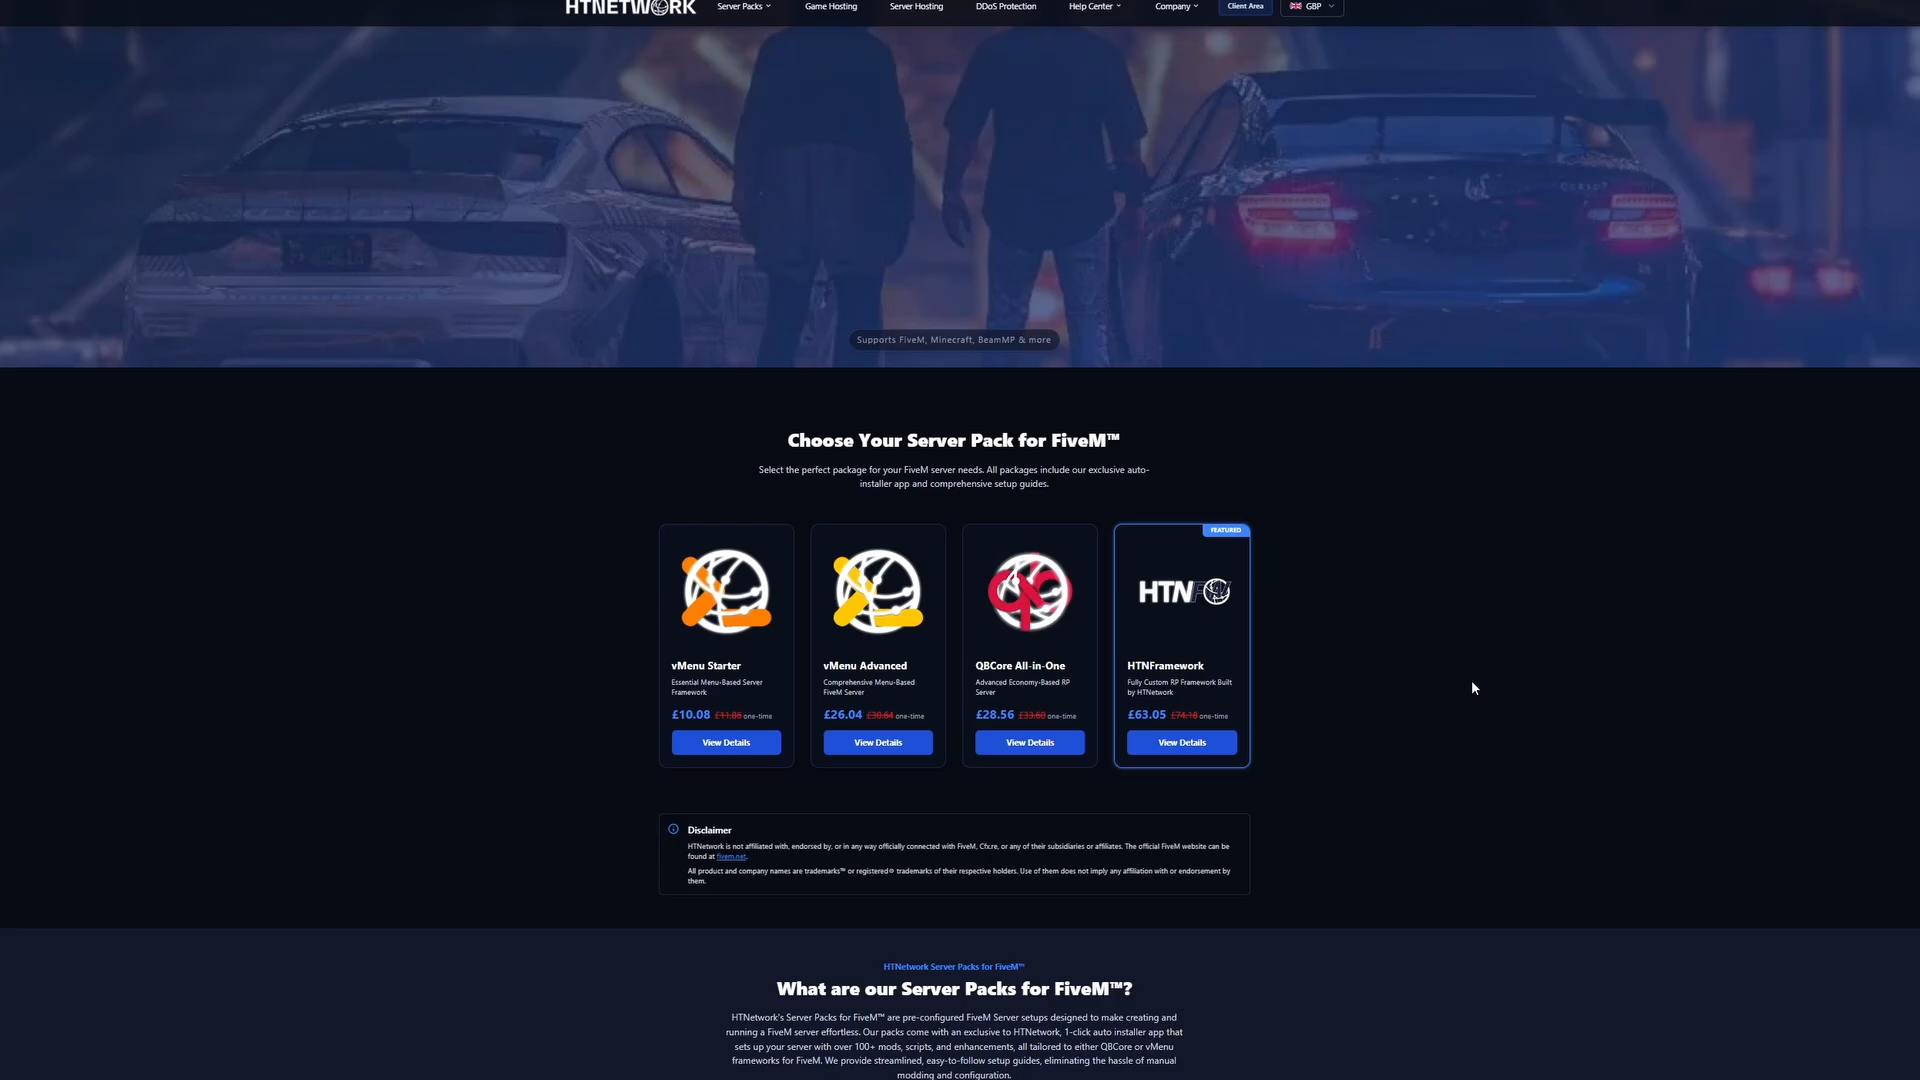 HTNETWORK
Server Packs
Game Hosting
Server Hosting
DDoS Protection
Help Center
Company
Client Area
GBP
Supports FiveM, Minecraft, BeamMP & more
Choose Your Server Pack for FiveM™
Select the perfect package for your FiveM server needs. All packages include our exclusive auto-
installer app and comprehensive setup guides.
vMenu Starter
Essential Menu-Based Server
Framework
£10.08 £11.86 one-time
View Details
vMenu Advanced
Comprehensive Menu-Based
FiveM Server
£26.04 £30.64 one-time
View Details
QBCore All-in-One
Advanced Economy-Based RP
Server
£28.56 £33.60 one-time
View Details
FEATURED
HTN
HTNFramework
Fully Custom RP Framework Built
by HTNetwork
£63.05 £74.18 one-time
View Details
Disclaimer
HTNetwork is not affiliated with, endorsed by, or in any way officially connected with FiveM, Cfx.re, or any of their subsidiaries or affiliates. The official FiveM website can be
found at fivem.net.
All product and company names are trademarks™ or registered® trademarks of their respective holders. Use of them does not imply any affiliation with or endorsement by
them.
HTNetwork Server Packs for FiveM™
What are our Server Packs for FiveM™?
HTNetwork's Server Packs for FiveM™ are pre-configured FiveM Server setups designed to make creating and
running a FiveM server effortless. Our packs come with an exclusive to HTNetwork, 1-click auto installer app that
sets up your server with over 100+ mods, scripts, and enhancements, all tailored to either QBCore or vMenu
frameworks for FiveM. We provide streamlined, easy-to-follow setup guides, eliminating the hassle of manual
modding and configuration.